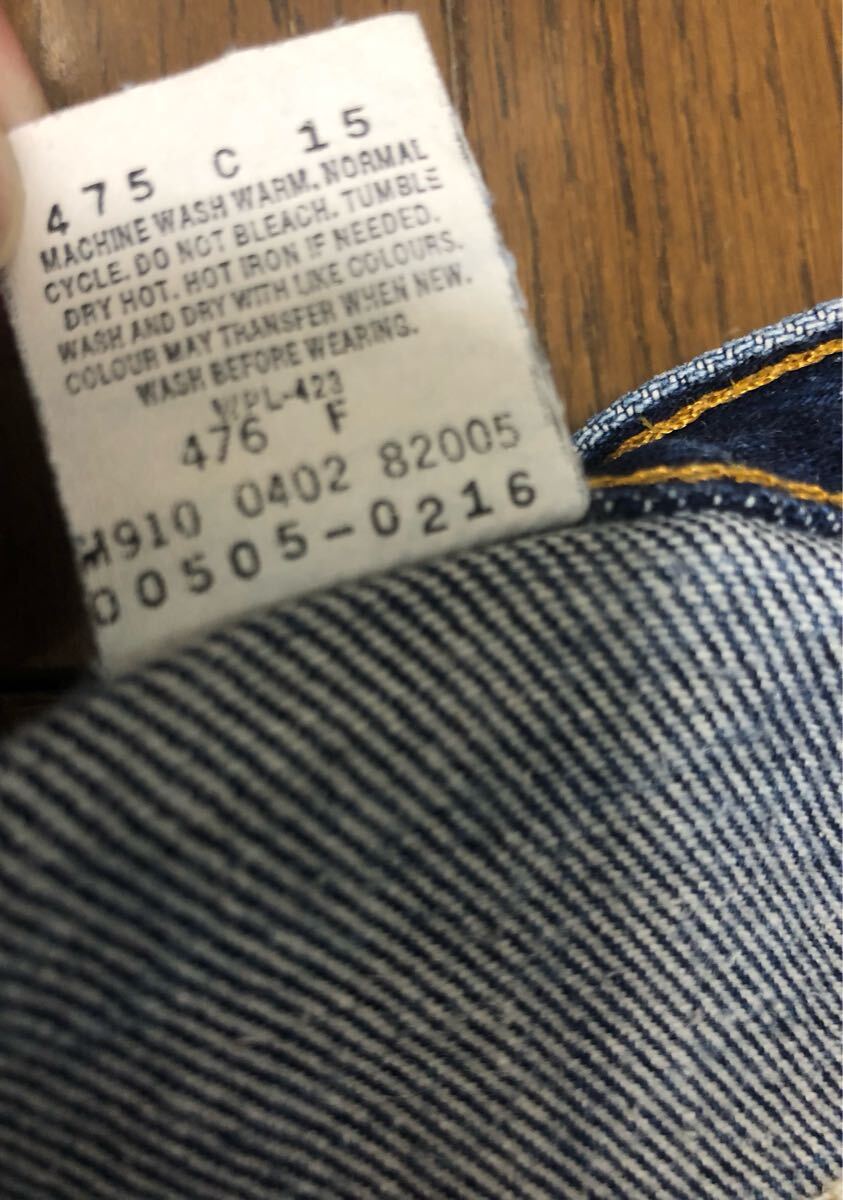 475 C 15
MACHINE WASH WARM. NORMAL
CYCLE. DO NOT BLEACH. TUMBLE
DRY HOT. HOT IRON IF NEEDED.
WASH AND DRY WITH LIKE COLOURS.
COLOUR MAY TRANSFER WHEN NEW.
WASH BEFORE WEARING.
WPL-423
476 F
M910 0402 82005
00505-0216